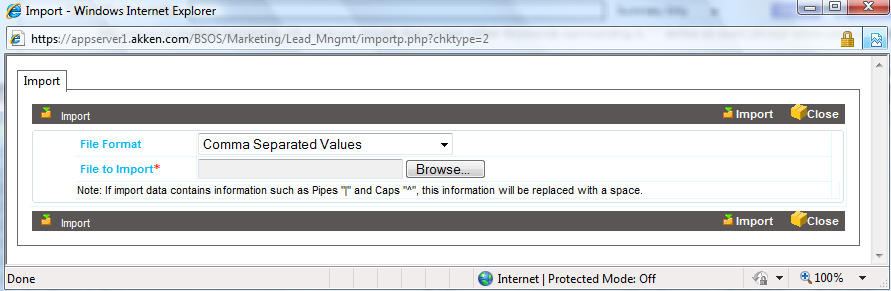 Import - Windows Internet Explorer
https://appserver1.akken.com/BSOS/Marketing/Lead_Mngmt/importp.php?chktype=2
Import
Import Import Close
File Format Comma Separated Values
File to Import* Browse...
Note: If import data contains information such as Pipes "|" and Caps "^", this information will be replaced with a space.
Import Import Close
Done Internet | Protected Mode: Off 100%